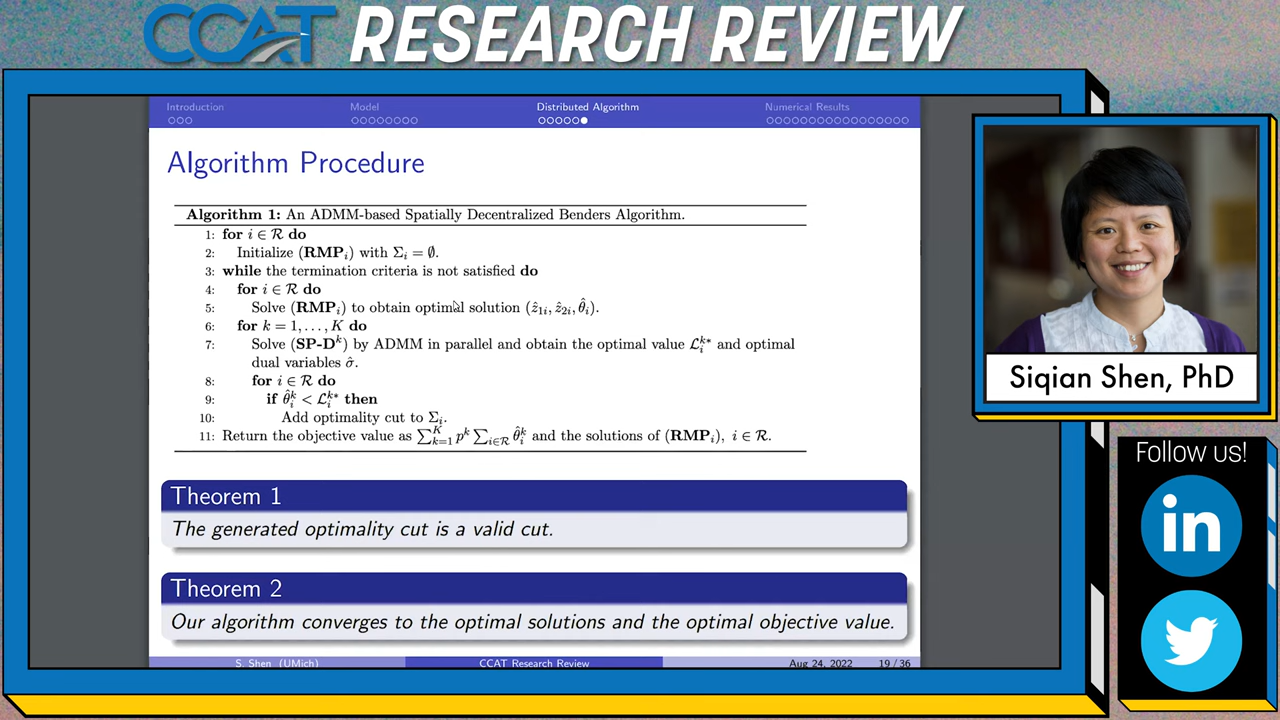 CCAT RESEARCH REVIEW
Introduction Model Distributed Algorithm Numerical Results
Algorithm Procedure
Algorithm 1: An ADMM-based Spatially Decentralized Benders Algorithm.
1: for i ∈ ℛ do
2: Initialize (RMPᵢ) with Σᵢ = ∅.
3: while the termination criteria is not satisfied do
4: for i ∈ ℛ do
5: Solve (RMPᵢ) to obtain optimal solution (ẑ₁ᵢ, ẑ₂ᵢ, θ̂ᵢ).
6: for k = 1, . . . , K do
7: Solve (SP-Dᵏ) by ADMM in parallel and obtain the optimal value ℒᵢᵏ* and optimal
dual variables σ̂.
8: for i ∈ ℛ do
9: if θ̂ᵢᵏ < ℒᵢᵏ* then
10: Add optimality cut to Σᵢ.
11: Return the objective value as ∑ₖ₌₁ᴷ pᵏ ∑ᵢ∈ℛ θ̂ᵢᵏ and the solutions of (RMPᵢ), i ∈ ℛ.
Theorem 1
The generated optimality cut is a valid cut.
Theorem 2
Our algorithm converges to the optimal solutions and the optimal objective value.
S. Shen (UMich) CCAT Research Review Aug 24, 2022 19 / 36
Siqian Shen, PhD
Follow us!
in